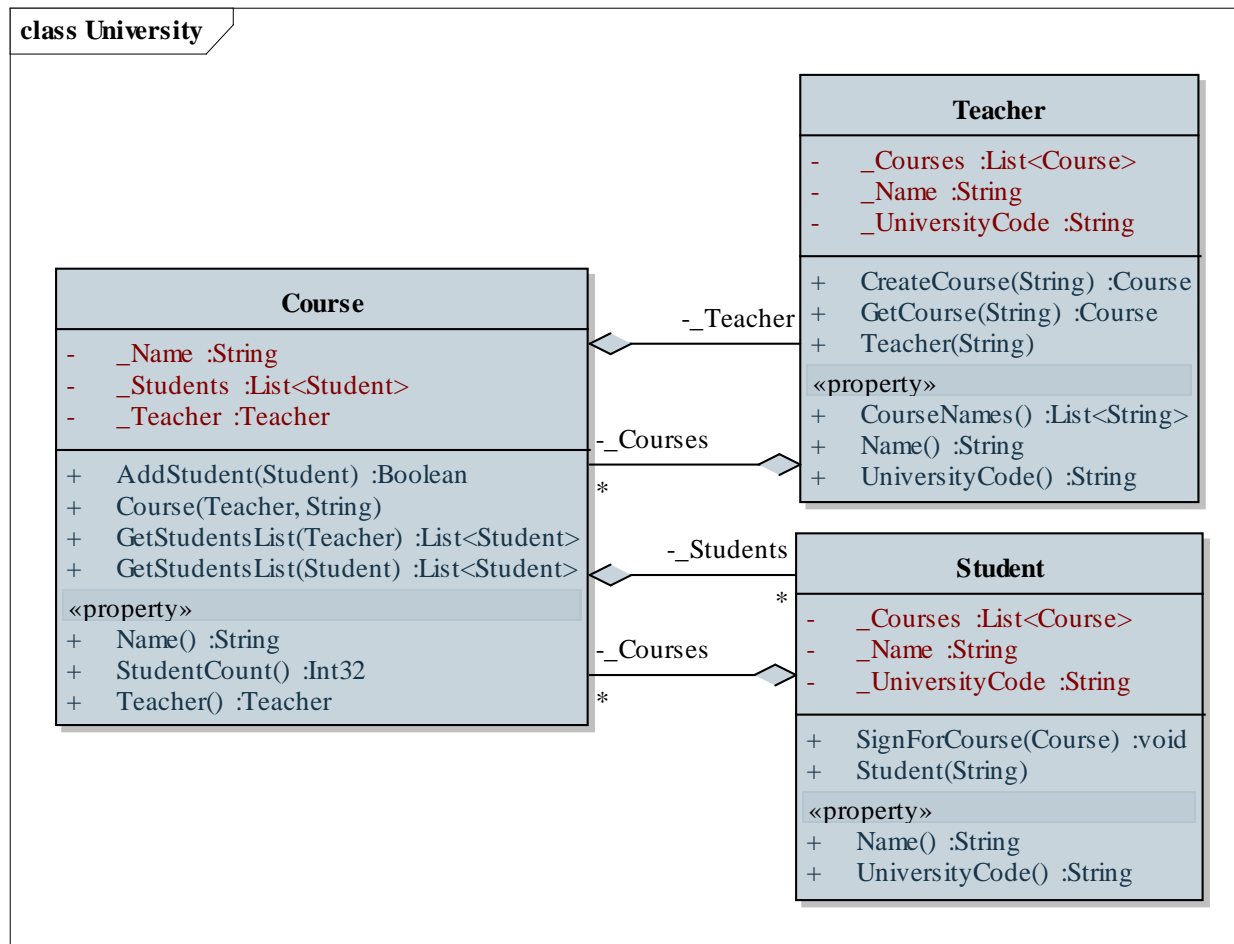 class University
Teacher
- _Courses :List<Course>
- _Name :String
- _UniversityCode :String
+ CreateCourse(String) :Course
+ GetCourse(String) :Course
+ Teacher(String)
«property»
+ CourseNames() :List<String>
+ Name() :String
+ UniversityCode() :String
Course
- _Name :String
- _Students :List<Student>
- _Teacher :Teacher
+ AddStudent(Student) :Boolean
+ Course(Teacher, String)
+ GetStudentsList(Teacher) :List<Student>
+ GetStudentsList(Student) :List<Student>
«property»
+ Name() :String
+ StudentCount() :Int32
+ Teacher() :Teacher
-_Teacher
-_Courses
*
-_Students
*
-_Courses
*
Student
- _Courses :List<Course>
- _Name :String
- _UniversityCode :String
+ SignForCourse(Course) :void
+ Student(String)
«property»
+ Name() :String
+ UniversityCode() :String